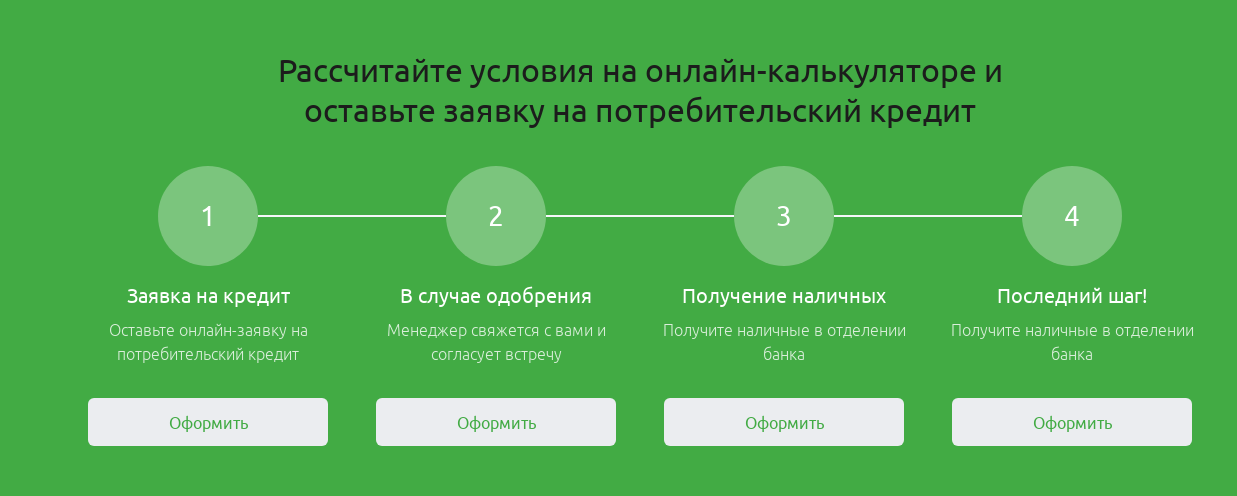 Рассчитайте условия на онлайн-калькуляторе и
оставьте заявку на потребительский кредит
1
2
3
4
Заявка на кредит
Оставьте онлайн-заявку на
потребительский кредит
Оформить
В случае одобрения
Менеджер свяжется с вами и
согласует встречу
Оформить
Получение наличных
Получите наличные в отделении
банка
Оформить
Последний шаг!
Получите наличные в отделении
банка
Оформить